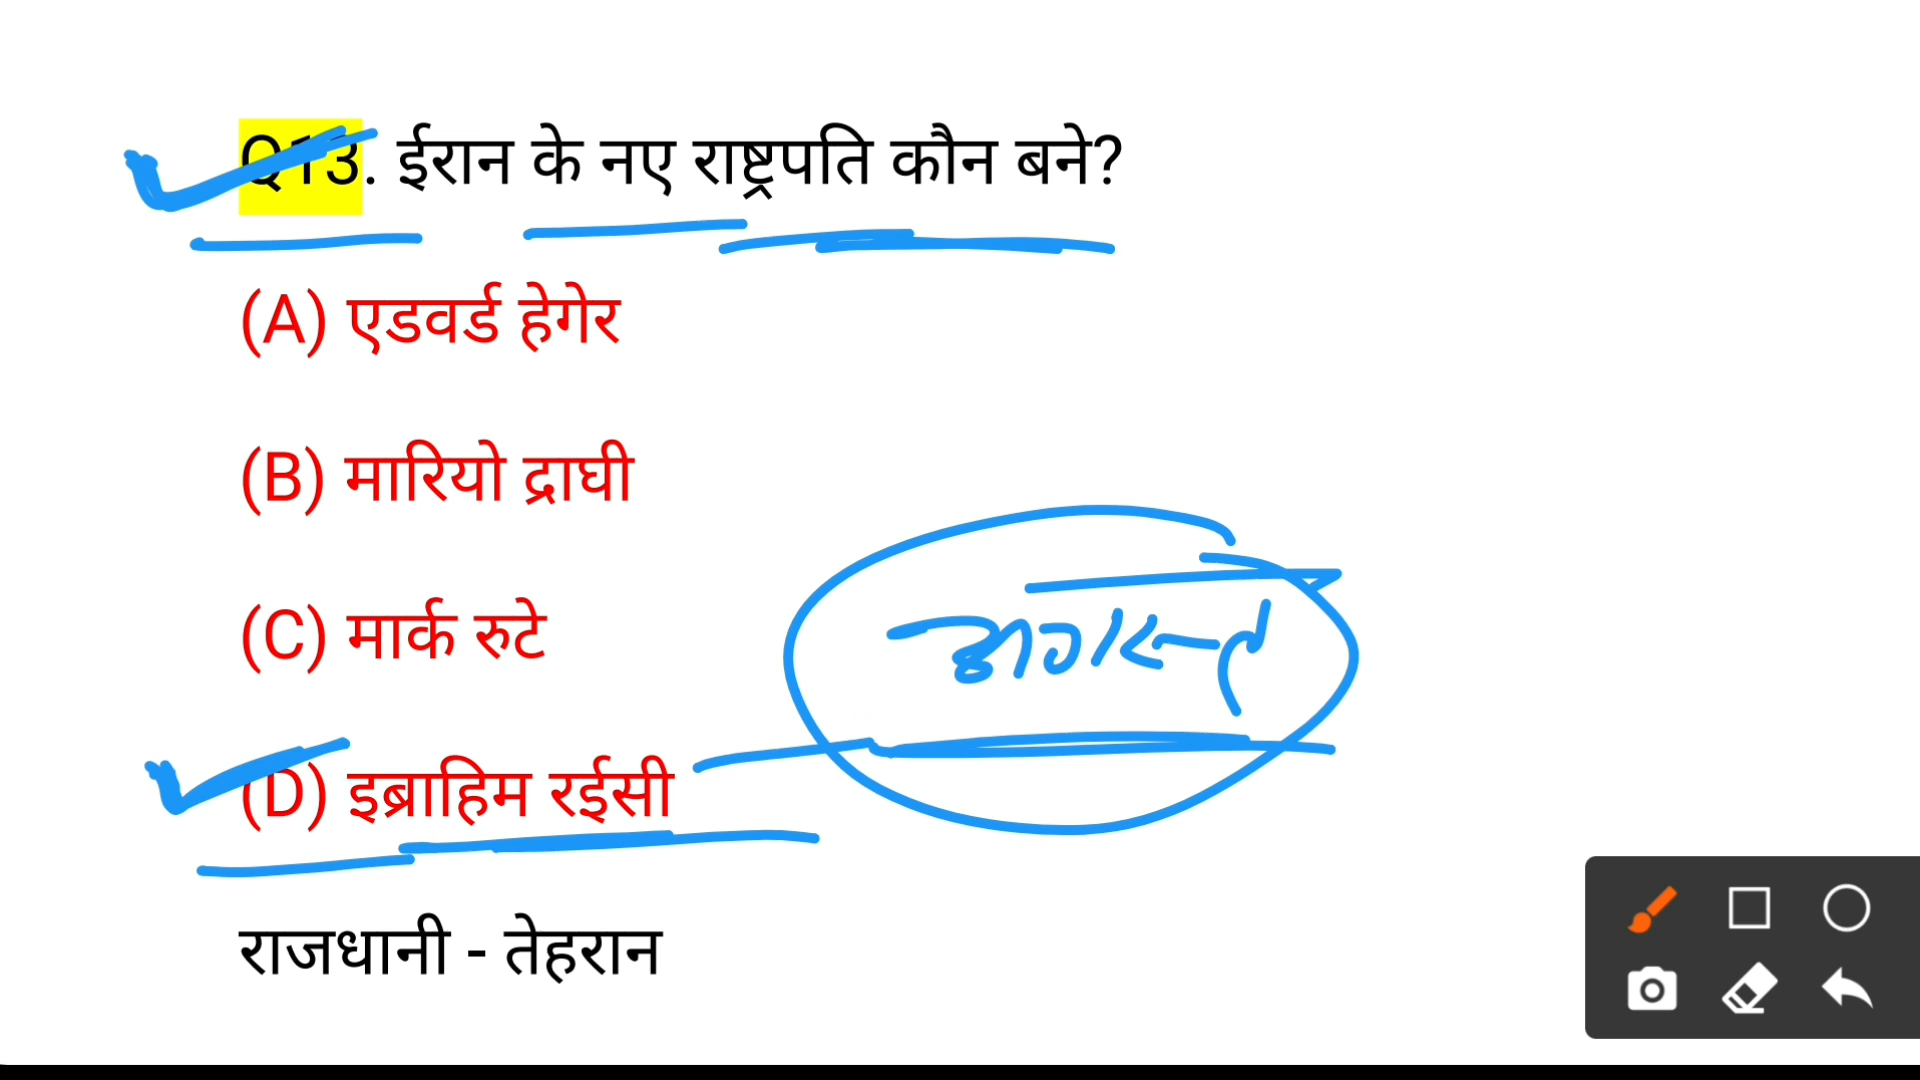 Q13. ईरान के नए राष्ट्रपति कौन बने?
(A) एडवर्ड हेगेर
(B) मारियो द्राघी
(C) मार्क रुटे
(D) इब्राहिम रईसी
राजधानी - तेहरान